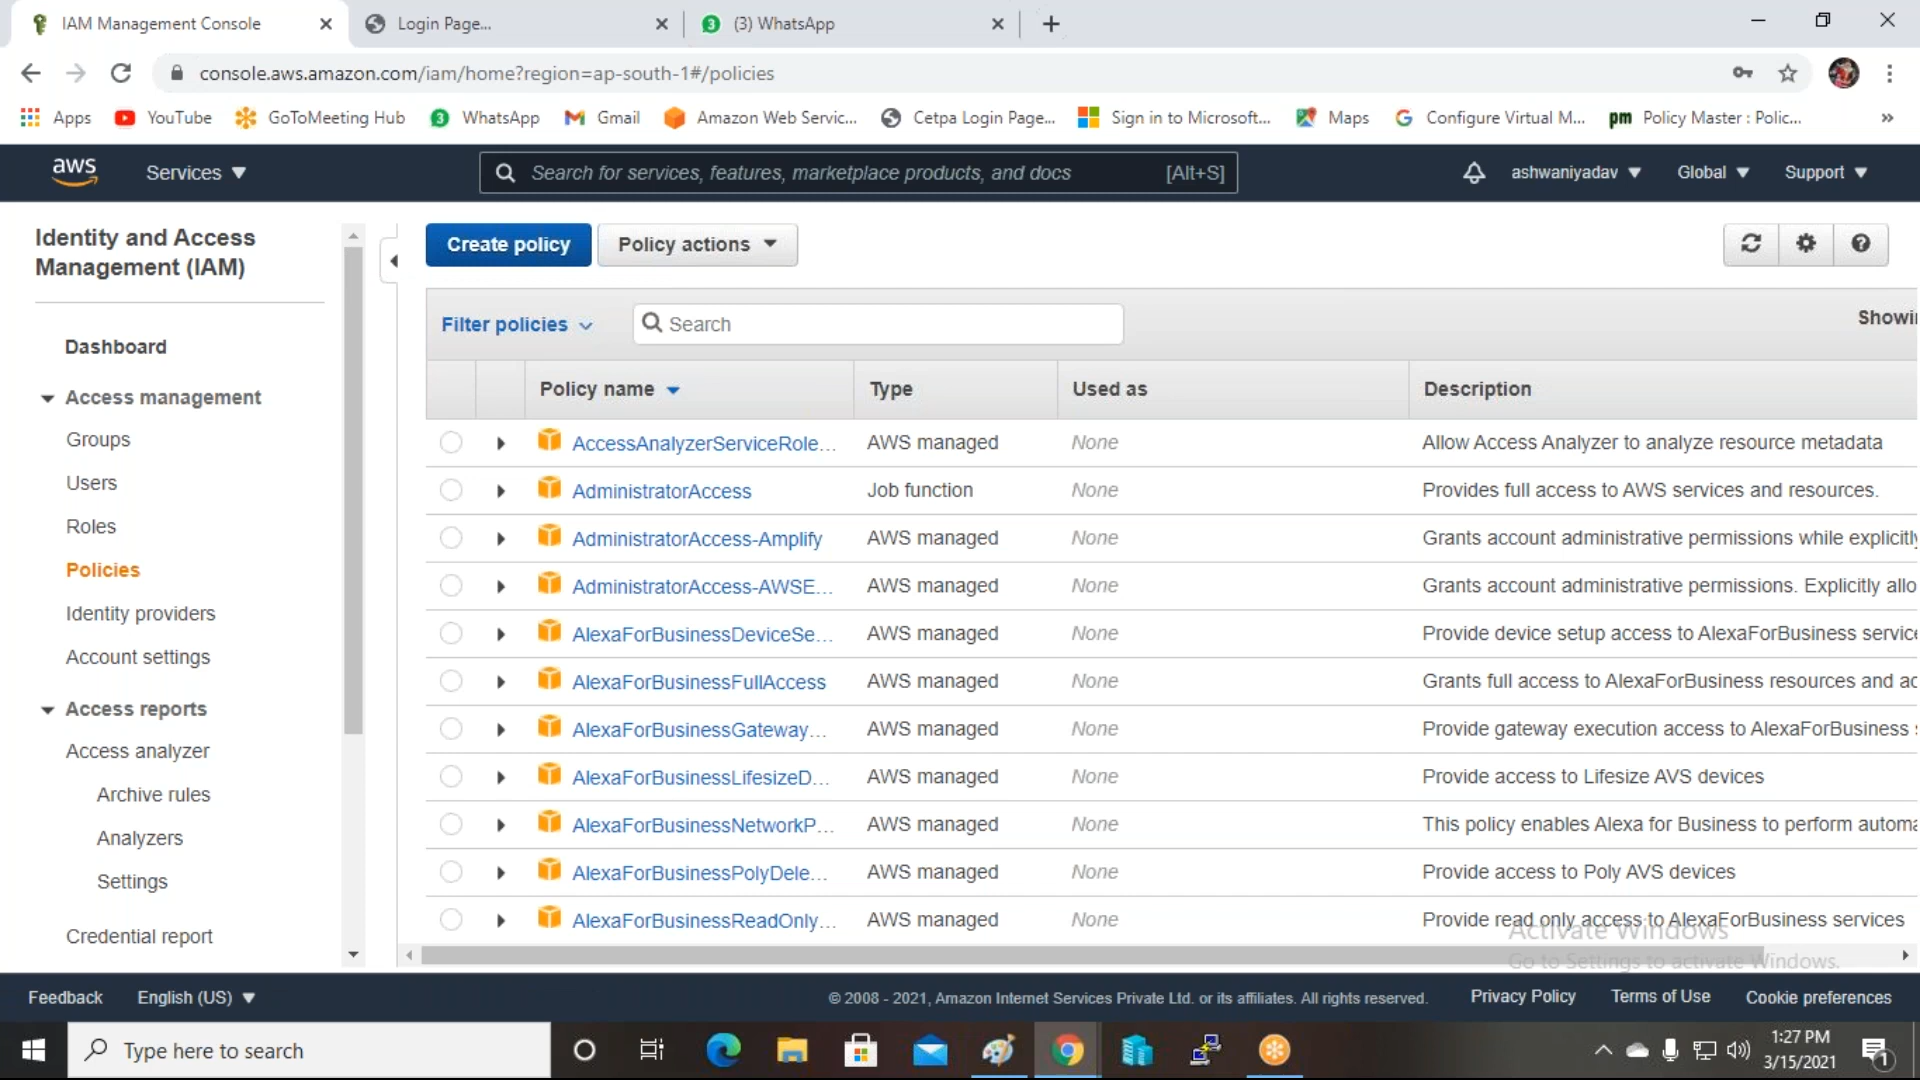 IAM Management Console
Login Page...
3
(3) WhatsApp
console.aws.amazon.com/iam/home?region=ap-south-1#/policies
Apps
YouTube
GoToMeeting Hub
3
WhatsApp
Gmail
Amazon Web Servic...
Cetpa Login Page...
Sign in to Microsoft...
Maps
Configure Virtual M...
pm
Policy Master : Polic...
»
aws
Services
Search for services, features, marketplace products, and docs
[Alt+S]
ashwaniyadav
Global
Support
Identity and Access
Management (IAM)
Dashboard
Access management
Groups
Users
Roles
Policies
Identity providers
Account settings
Access reports
Access analyzer
Archive rules
Analyzers
Settings
Credential report
Create policy
Policy actions
Filter policies
Search
Showi
Policy name
Type
Used as
Description
AccessAnalyzerServiceRole... AWS managed None Allow Access Analyzer to analyze resource metadata
AdministratorAccess Job function None Provides full access to AWS services and resources.
AdministratorAccess-Amplify AWS managed None Grants account administrative permissions while explicitly
AdministratorAccess-AWSE... AWS managed None Grants account administrative permissions. Explicitly allo
AlexaForBusinessDeviceSe... AWS managed None Provide device setup access to AlexaForBusiness service
AlexaForBusinessFullAccess AWS managed None Grants full access to AlexaForBusiness resources and ac
AlexaForBusinessGateway... AWS managed None Provide gateway execution access to AlexaForBusiness s
AlexaForBusinessLifesizeD... AWS managed None Provide access to Lifesize AVS devices
AlexaForBusinessNetworkP... AWS managed None This policy enables Alexa for Business to perform automa
AlexaForBusinessPolyDele... AWS managed None Provide access to Poly AVS devices
AlexaForBusinessReadOnly... AWS managed None Provide read only access to AlexaForBusiness services
Activate Windows
Go to Settings to activate Windows.
Feedback
English (US)
© 2008 - 2021, Amazon Internet Services Private Ltd. or its affiliates. All rights reserved.
Privacy Policy
Terms of Use
Cookie preferences
Type here to search
1:27 PM
3/15/2021
1